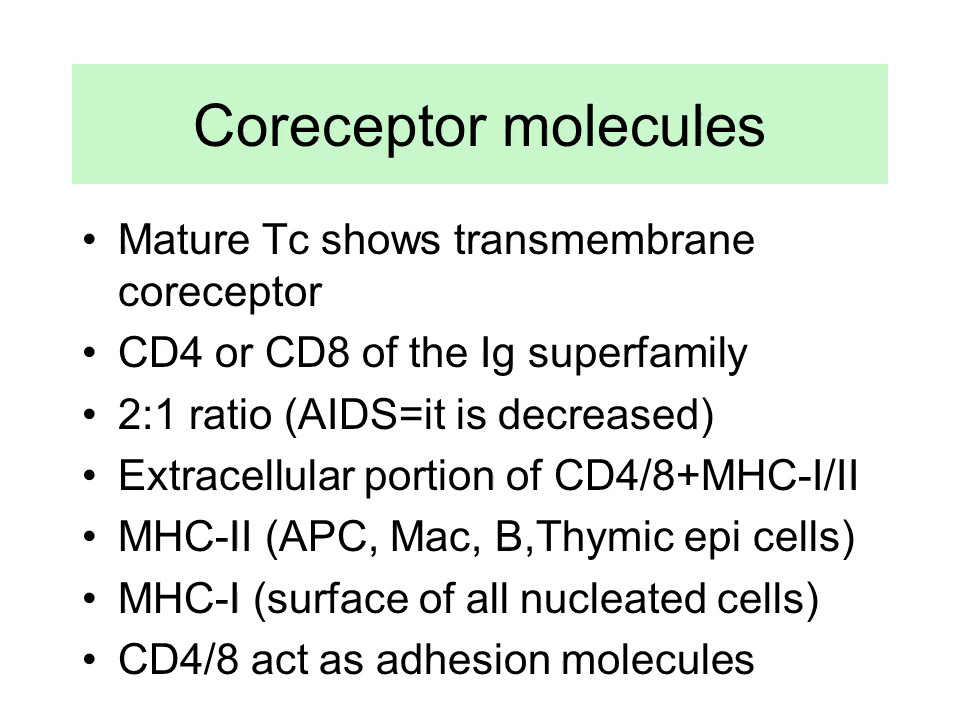 Coreceptor molecules
• Mature Tc shows transmembrane
coreceptor
• CD4 or CD8 of the Ig superfamily
• 2:1 ratio (AIDS=it is decreased)
• Extracellular portion of CD4/8+MHC-I/II
• MHC-II (APC, Mac, B,Thymic epi cells)
• MHC-I (surface of all nucleated cells)
• CD4/8 act as adhesion molecules